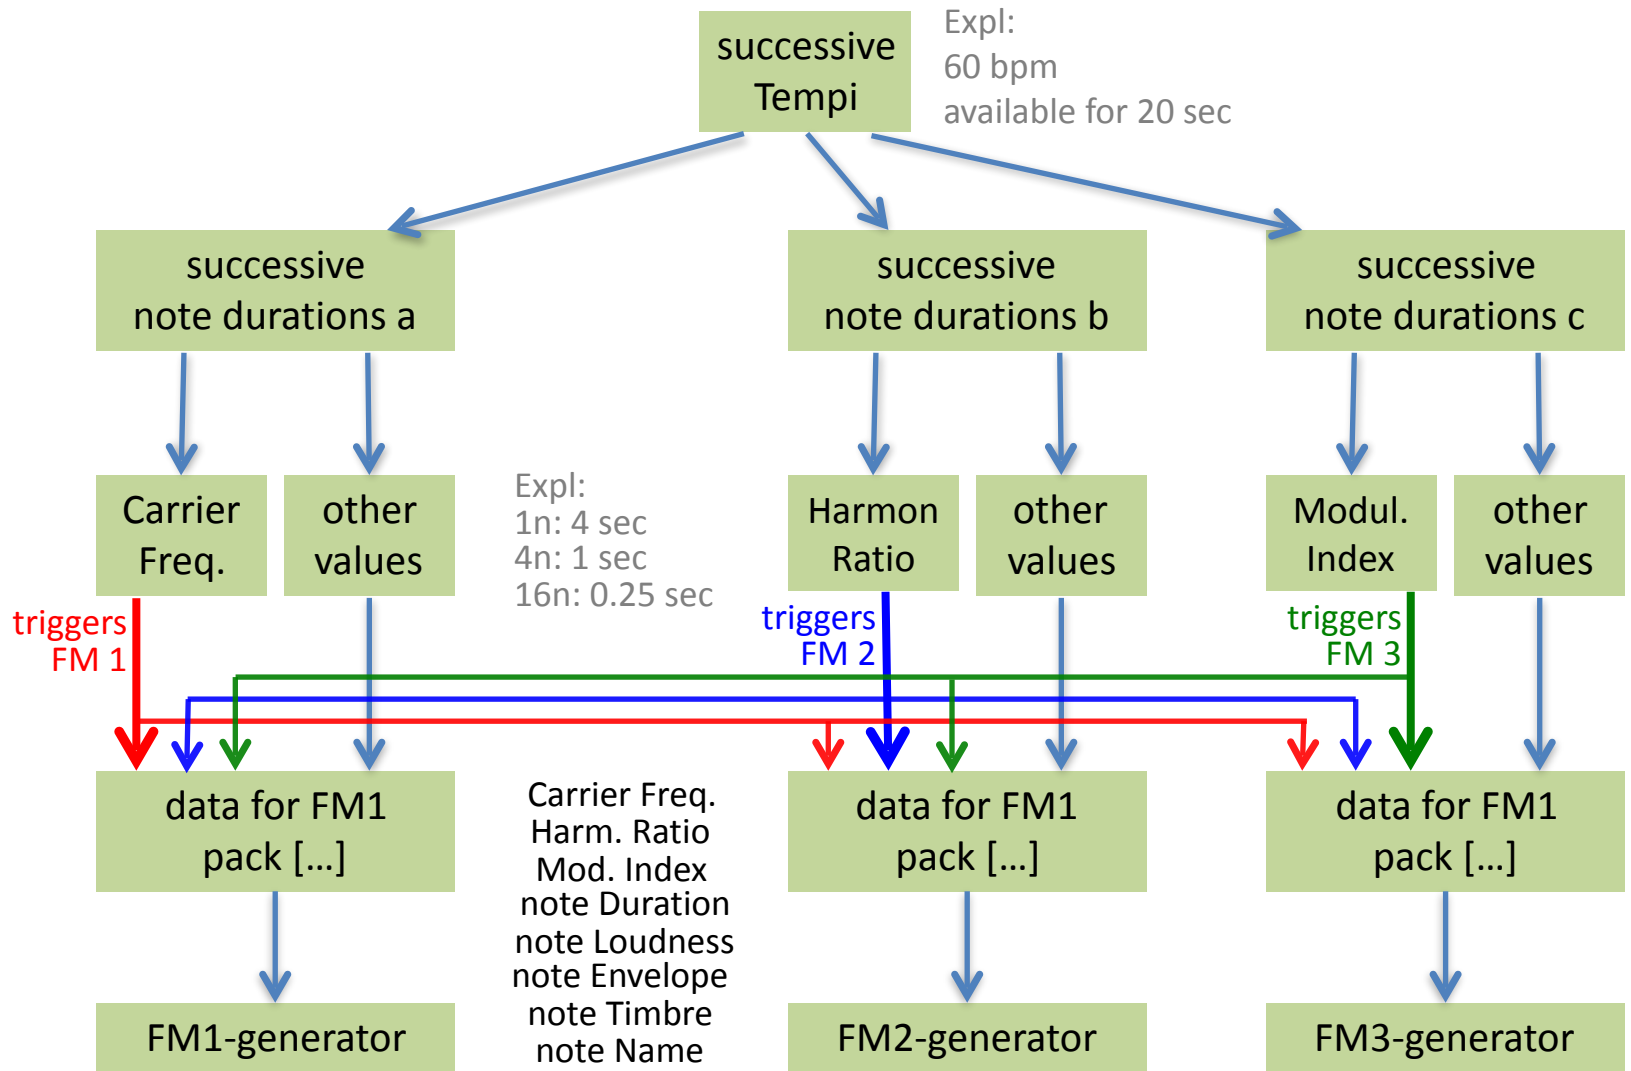 successive
Tempi
Expl:
60 bpm
available for 20 sec
successive
note durations a
successive
note durations b
successive
note durations c
Carrier
Freq.
other
values
Expl:
1n: 4 sec
4n: 1 sec
16n: 0.25 sec
Harmon
Ratio
other
values
Modul.
Index
other
values
triggers
FM 1
triggers
FM 2
triggers
FM 3
data for FM1
pack [...]
Carrier Freq.
Harm. Ratio
Mod. Index
note Duration
note Loudness
note Envelope
note Timbre
note Name
data for FM1
pack [...]
data for FM1
pack [...]
FM1-generator
FM2-generator
FM3-generator